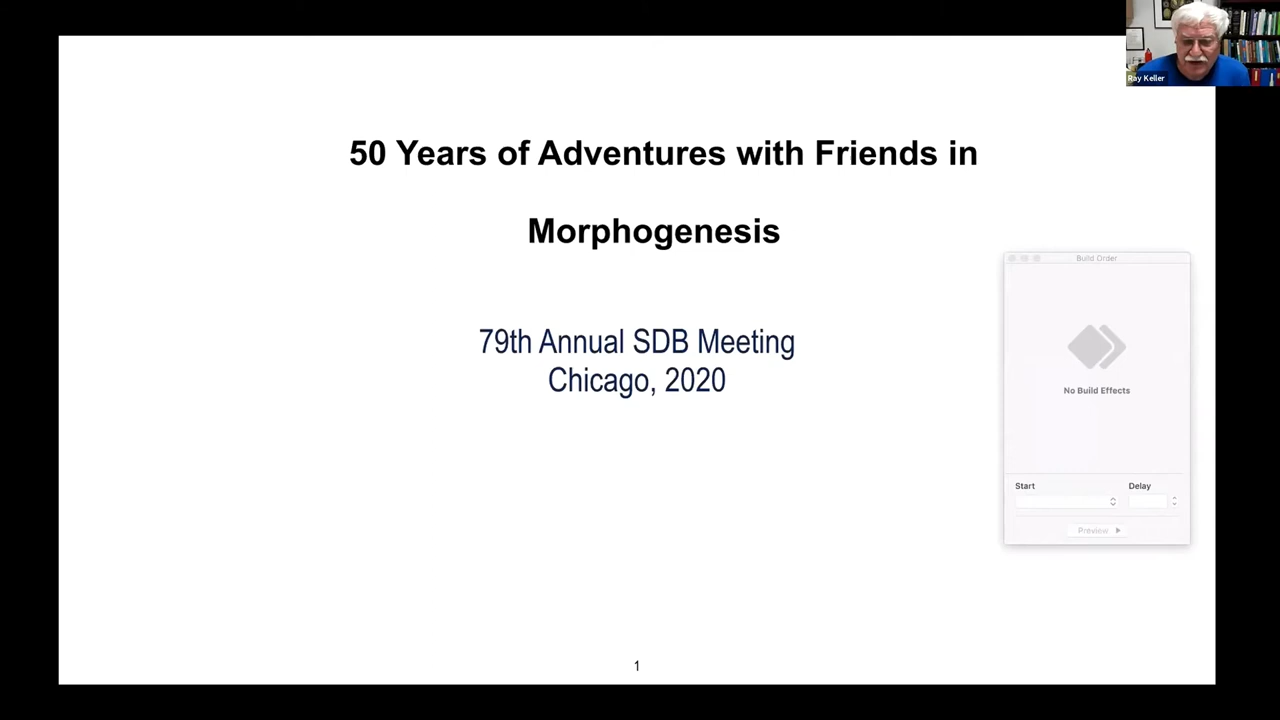 Ray Keller
50 Years of Adventures with Friends in
Morphogenesis
79th Annual SDB Meeting
Chicago, 2020
Build Order
No Build Effects
Start
Delay
Preview
1